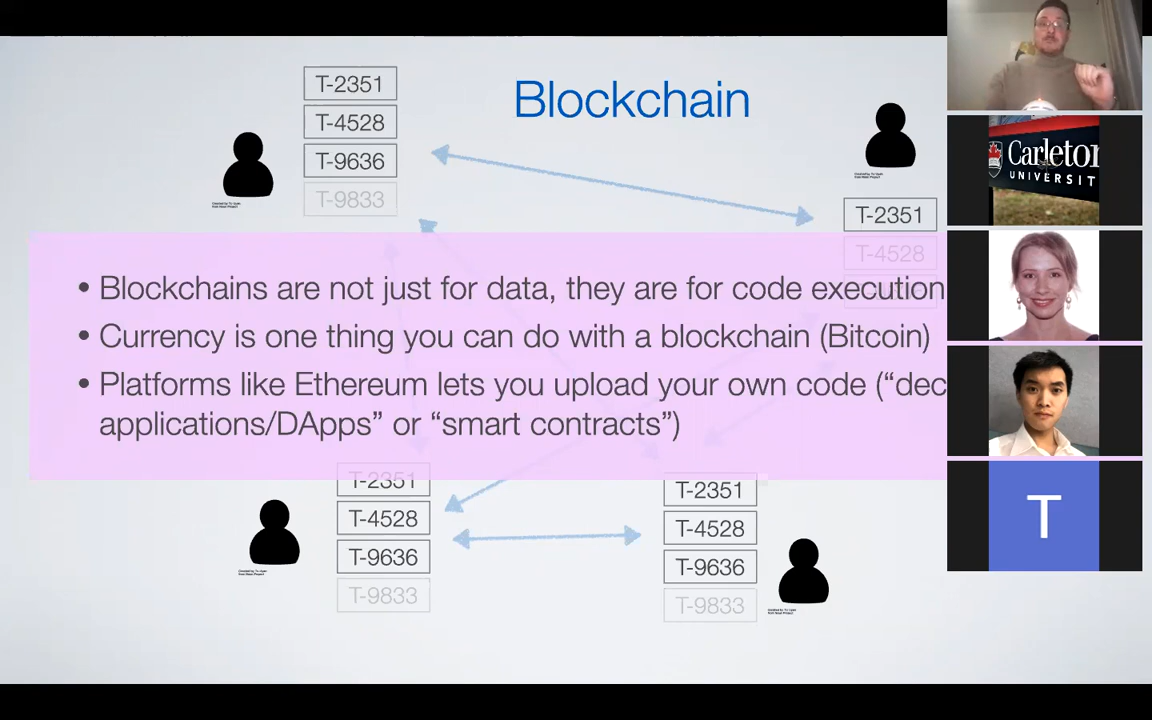 T-2351
Blockchain
T-4528
T-9636
T-9833
T-2351
T-4528
• Blockchains are not just for data, they are for code execution
• Currency is one thing you can do with a blockchain (Bitcoin)
• Platforms like Ethereum lets you upload your own code (“dec
applications/DApps” or “smart contracts”)
T-2351
T-4528
T-9636
T-9833
T-2351
T-4528
T-9636
T-9833
Carleton
UNIVERSIT
T